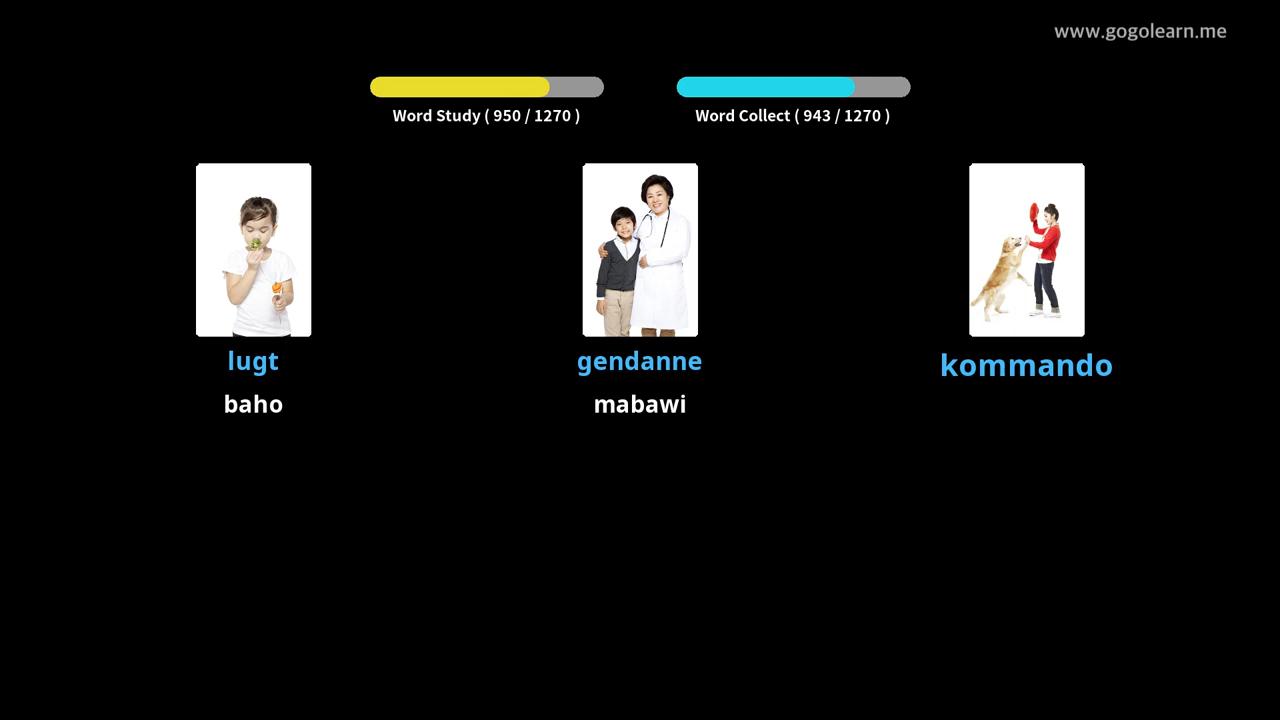 www.gogolearn.me
Word Study ( 950 / 1270 )
Word Collect ( 943 / 1270 )
lugt
gendanne
kommando
baho
mabawi